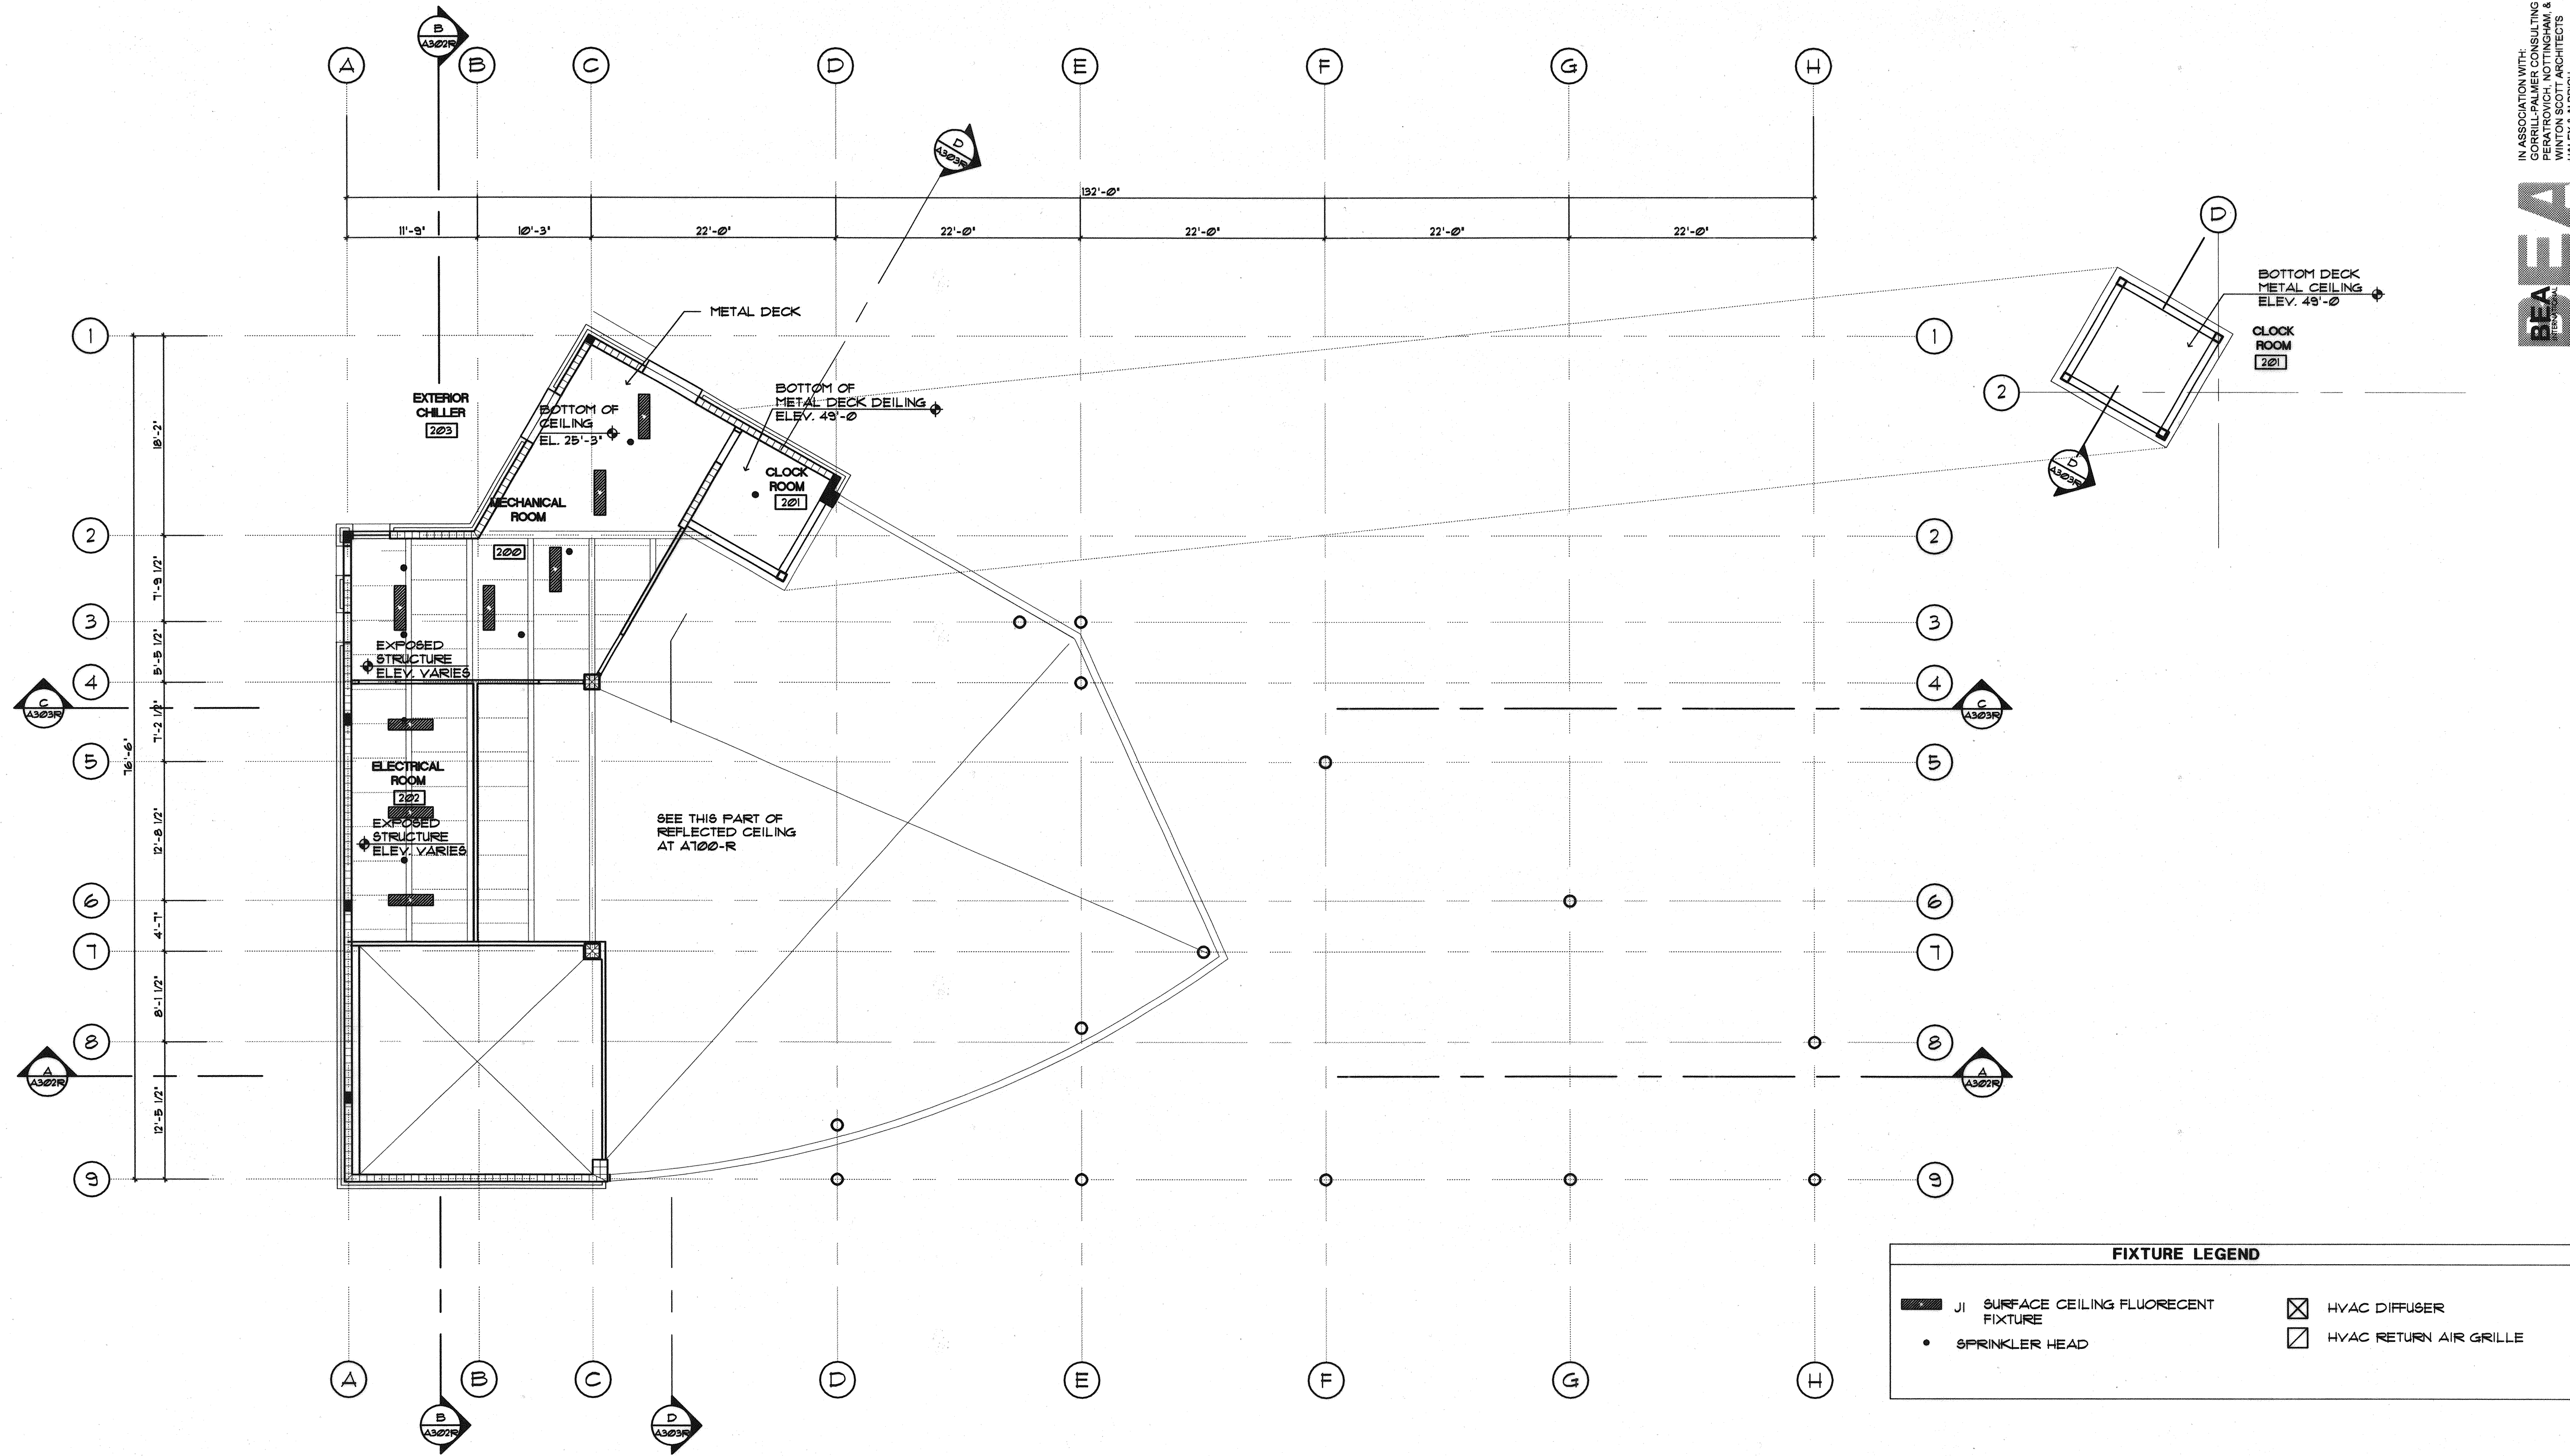 B
A302R
A
B
C
D
E
F
G
H
D
A303R
132'-0"
11'-9"
10'-3"
22'-0"
22'-0"
22'-0"
22'-0"
22'-0"
IN ASSOCIATION WITH:
GORRILL-PALMER CONSULTING
PERATROVICH, NOTTINGHAM, &
WINTON SCOTT ARCHITECTS
BEA
BEA
INTERNATIONAL
D
BOTTOM DECK
METAL CEILING
ELEV. 49'-0
CLOCK
ROOM
201
2
D
A303R
METAL DECK
1
1
BOTTOM OF
METAL DECK DEILING
ELEV. 49'-0
EXTERIOR
CHILLER
203
BOTTOM OF
CEILING
EL. 25'-3"
18'-2"
CLOCK
ROOM
201
MECHANICAL
ROOM
200
2
2
7'-9 1/2"
3
3
EXPOSED
STRUCTURE
ELEV. VARIES
5'-5 1/2"
4
4
C
A303R
C
A303R
7'-2 1/2"
76'-6"
5
5
ELECTRICAL
ROOM
202
EXPOSED
STRUCTURE
ELEV. VARIES
12'-8 1/2"
SEE THIS PART OF
REFLECTED CEILING
AT A700-R
6
6
4'-7"
7
7
8'-1 1/2"
8
8
A
A302R
A
A302R
12'-5 1/2"
9
9
FIXTURE LEGEND
J1 SURFACE CEILING FLUORECENT
FIXTURE
SPRINKLER HEAD
HVAC DIFFUSER
HVAC RETURN AIR GRILLE
A
B
C
D
E
F
G
H
B
A302R
D
A303R